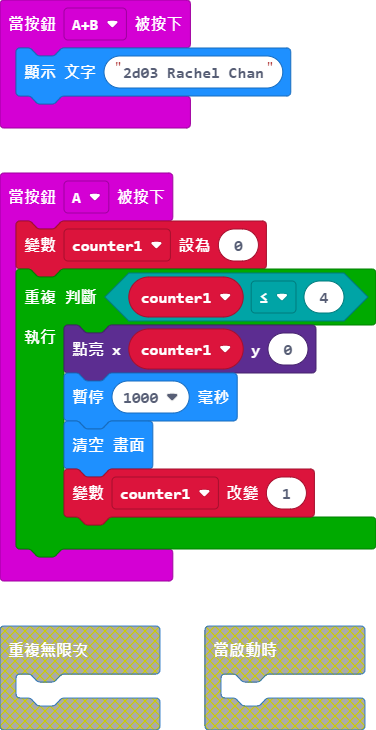 當按鈕 A+B 被按下
顯示 文字 "2d03 Rachel Chan"
當按鈕 A 被按下
變數 counter1 設為 0
重複 判斷 counter1 ≤ 4
執行
點亮 x counter1 y 0
暫停 1000 毫秒
清空 畫面
變數 counter1 改變 1
重複無限次
當啟動時